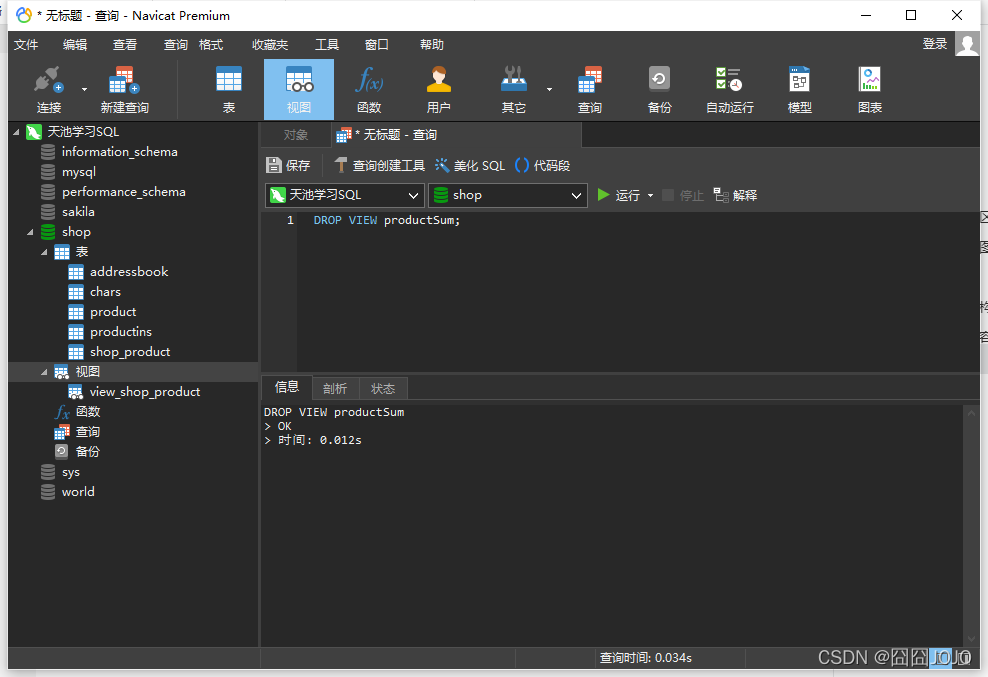 * 无标题 - 查询 - Navicat Premium
文件 编辑 查看 查询 格式 收藏夹 工具 窗口 帮助 登录
连接 新建查询 表 视图 函数 用户 其它 查询 备份 自动运行 模型 图表
天池学习SQL
information_schema
mysql
performance_schema
sakila
shop
表
addressbook
chars
product
productins
shop_product
视图
view_shop_product
函数
查询
备份
sys
world
对象 * 无标题 - 查询
保存 查询创建工具 美化 SQL 代码段
天池学习SQL shop 运行 停止 解释
1 DROP VIEW productSum;
信息 剖析 状态
DROP VIEW productSum
> OK
> 时间: 0.012s
查询时间: 0.034s
CSDN @囧囧JOJO